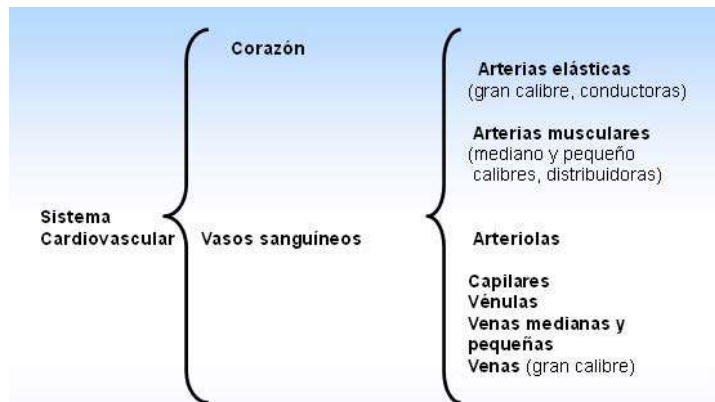 Sistema
Cardiovascular
Corazón
Vasos sanguíneos
Arterias elásticas
(gran calibre, conductoras)
Arterias musculares
(mediano y pequeño
calibres, distribuidoras)
Arteriolas
Capilares
Vénulas
Venas medianas y
pequeñas
Venas (gran calibre)